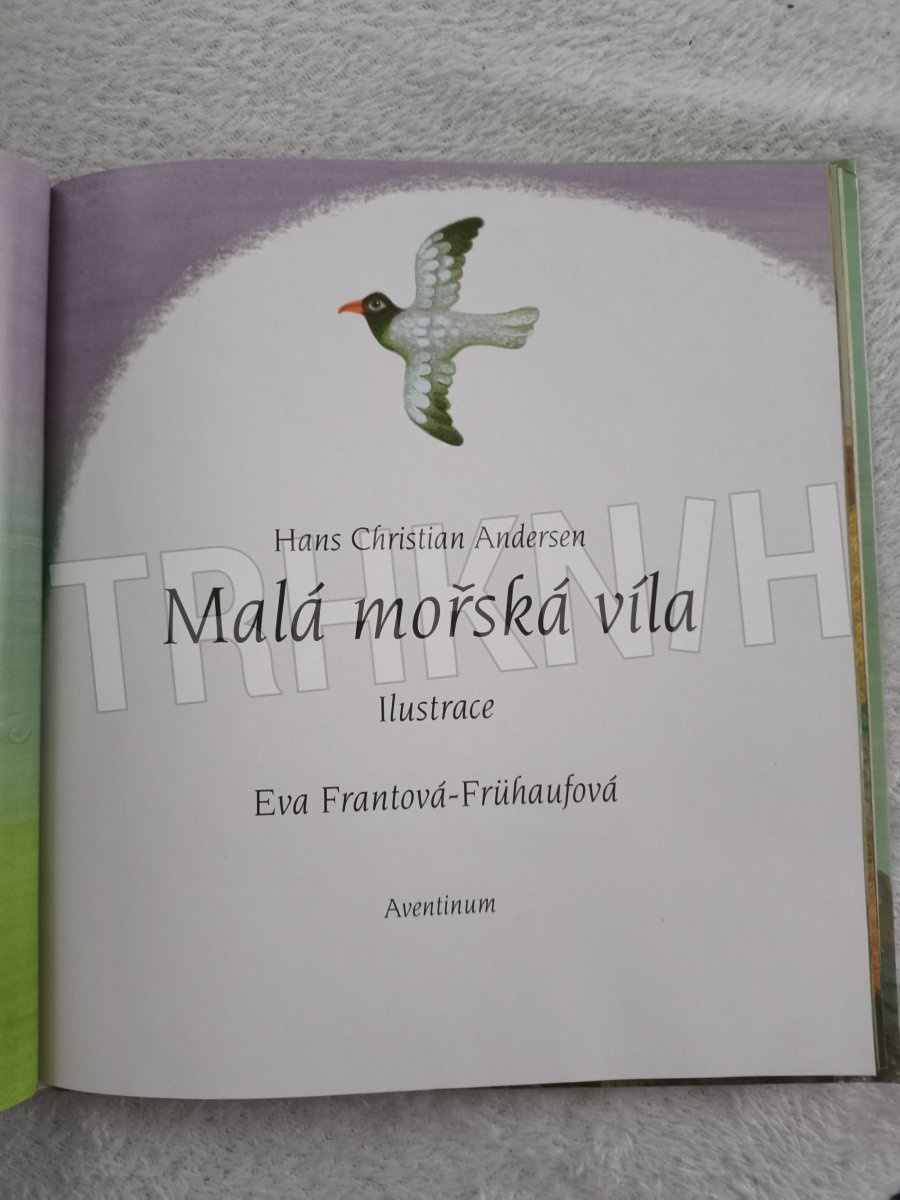 Hans Christian Andersen
Malá mořská víla
TRHKNIH
Ilustrace
Eva Frantová-Frühaufová
Aventinum